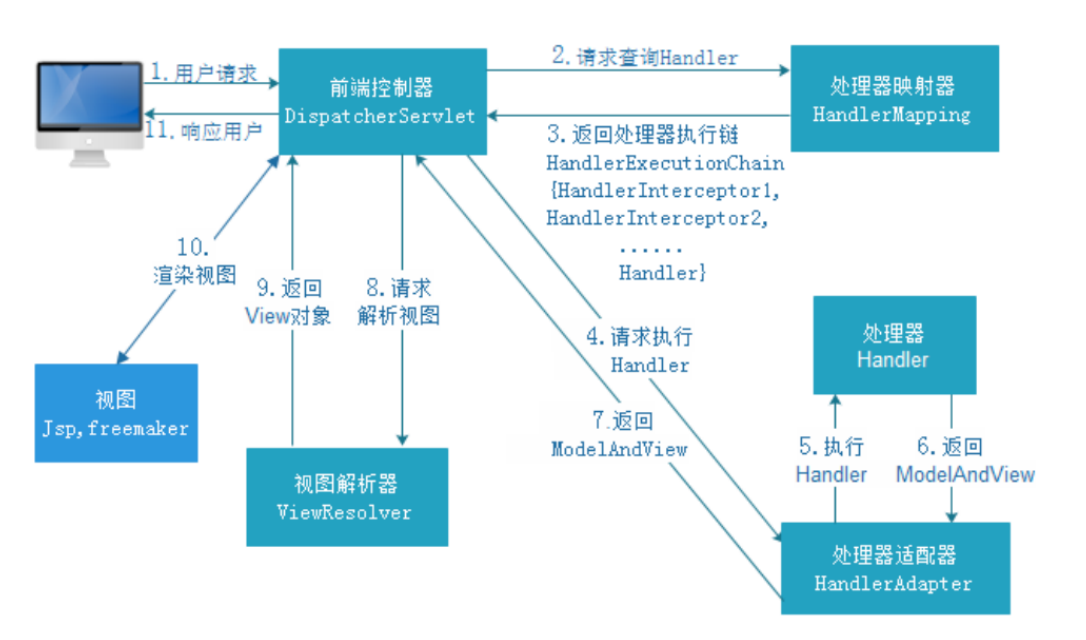 1.用户请求
11.响应用户
前端控制器
DispatcherServlet
2.请求查询Handler
3.返回处理器执行链
HandlerExecutionChain
{HandlerInterceptor1,
HandlerInterceptor2,
......
Handler}
处理器映射器
HandlerMapping
10.
渲染视图
9.返回
View对象
8.请求
解析视图
4.请求执行
Handler
7.返回
ModelAndView
处理器
Handler
5.执行
Handler
6.返回
ModelAndView
视图
Jsp,freemaker
视图解析器
ViewResolver
处理器适配器
HandlerAdapter